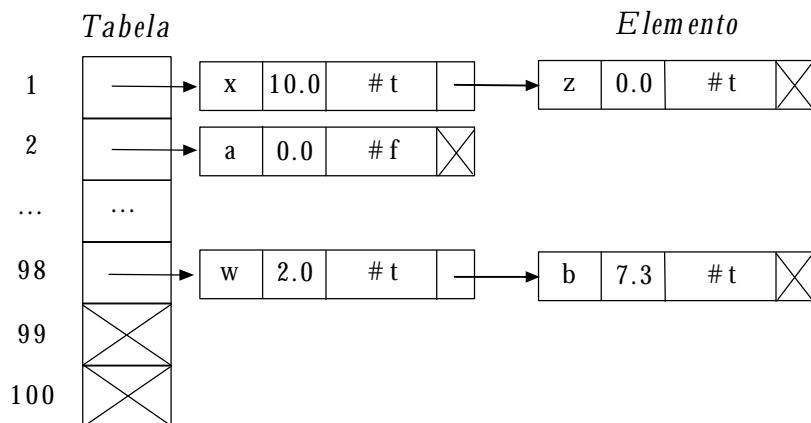 Tabela Elemento
1 x 10.0 #t z 0.0 #t
2 a 0.0 #f
... ...
98 w 2.0 #t b 7.3 #t
99
100